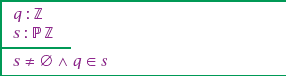 q : ℤ
s : ℙ ℤ
s ≠ ∅ ∧ q ∈ s